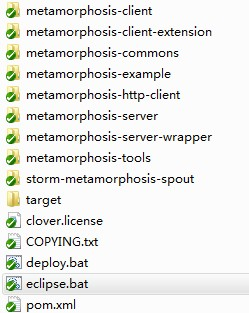 metamorphosis-client
metamorphosis-client-extension
metamorphosis-commons
metamorphosis-example
metamorphosis-http-client
metamorphosis-server
metamorphosis-server-wrapper
metamorphosis-tools
storm-metamorphosis-spout
target
clover.license
COPYING.txt
deploy.bat
eclipse.bat
pom.xml